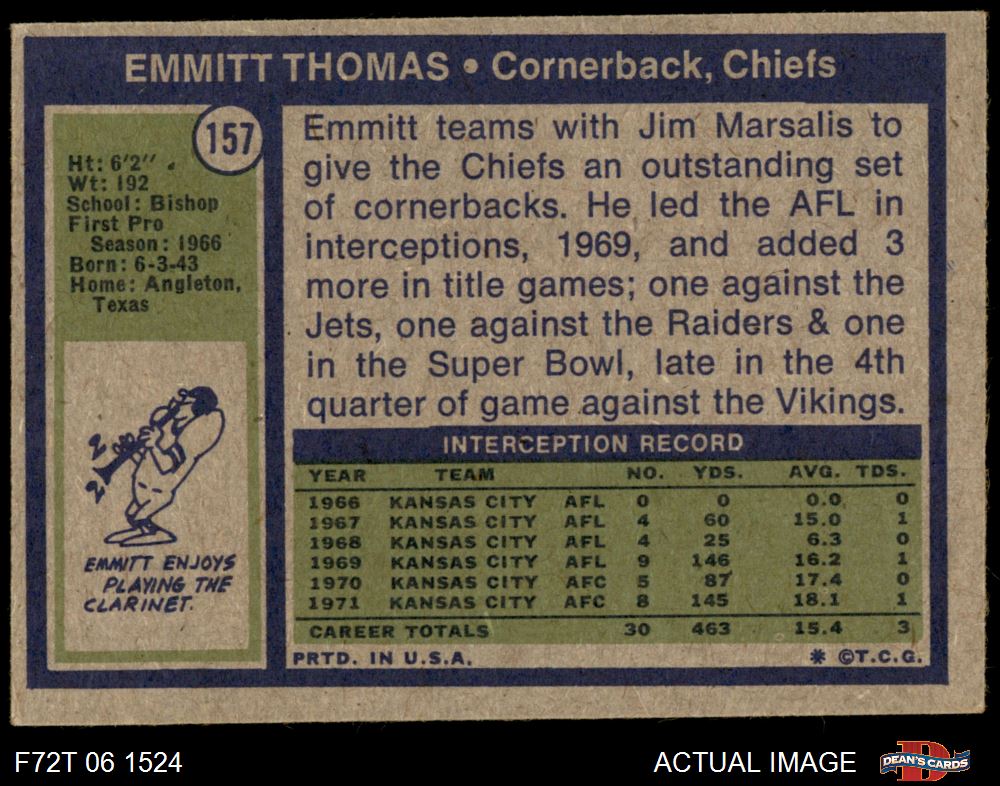 EMMITT THOMAS • Cornerback, Chiefs
157
Ht: 6'2"
Wt: 192
School: Bishop
First Pro
Season: 1966
Born: 6-3-43
Home: Angleton,
Texas
2
2
EMMITT ENJOYS
PLAYING THE
CLARINET.
Emmitt teams with Jim Marsalis to
give the Chiefs an outstanding set
of cornerbacks. He led the AFL in
interceptions, 1969, and added 3
more in title games; one against the
Jets, one against the Raiders & one
in the Super Bowl, late in the 4th
quarter of game against the Vikings.
INTERCEPTION RECORD
YEAR TEAM NO. YDS. AVG. TDS.
1966 KANSAS CITY AFL 0 0 0.0 0
1967 KANSAS CITY AFL 4 60 15.0 1
1968 KANSAS CITY AFL 4 25 6.3 0
1969 KANSAS CITY AFL 9 146 16.2 1
1970 KANSAS CITY AFC 5 87 17.4 0
1971 KANSAS CITY AFC 8 145 18.1 1
CAREER TOTALS 30 463 15.4 3
PRTD. IN U.S.A. * ©T.C.G.
F72T 06 1524 ACTUAL IMAGE
D
DEAN'S CARDS